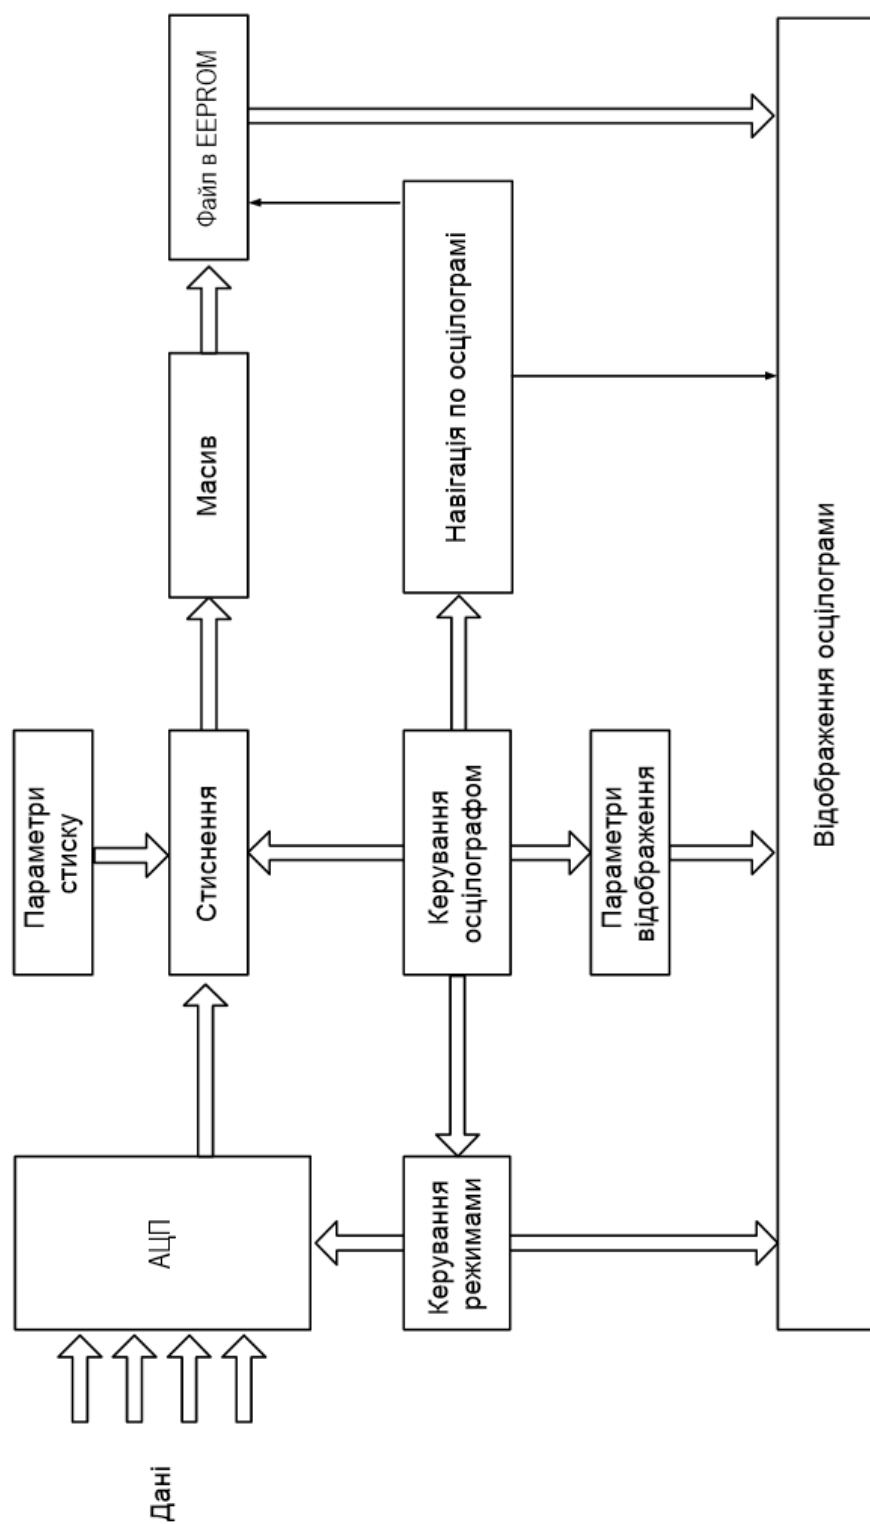 Дані
АЦП
Параметри
стиску
Стиснення
Масив
Файл в EEPROM
Керування
режимами
Керування
осцілографом
Навігація по осцілограмі
Параметри
відображення
Відображення осцілограми